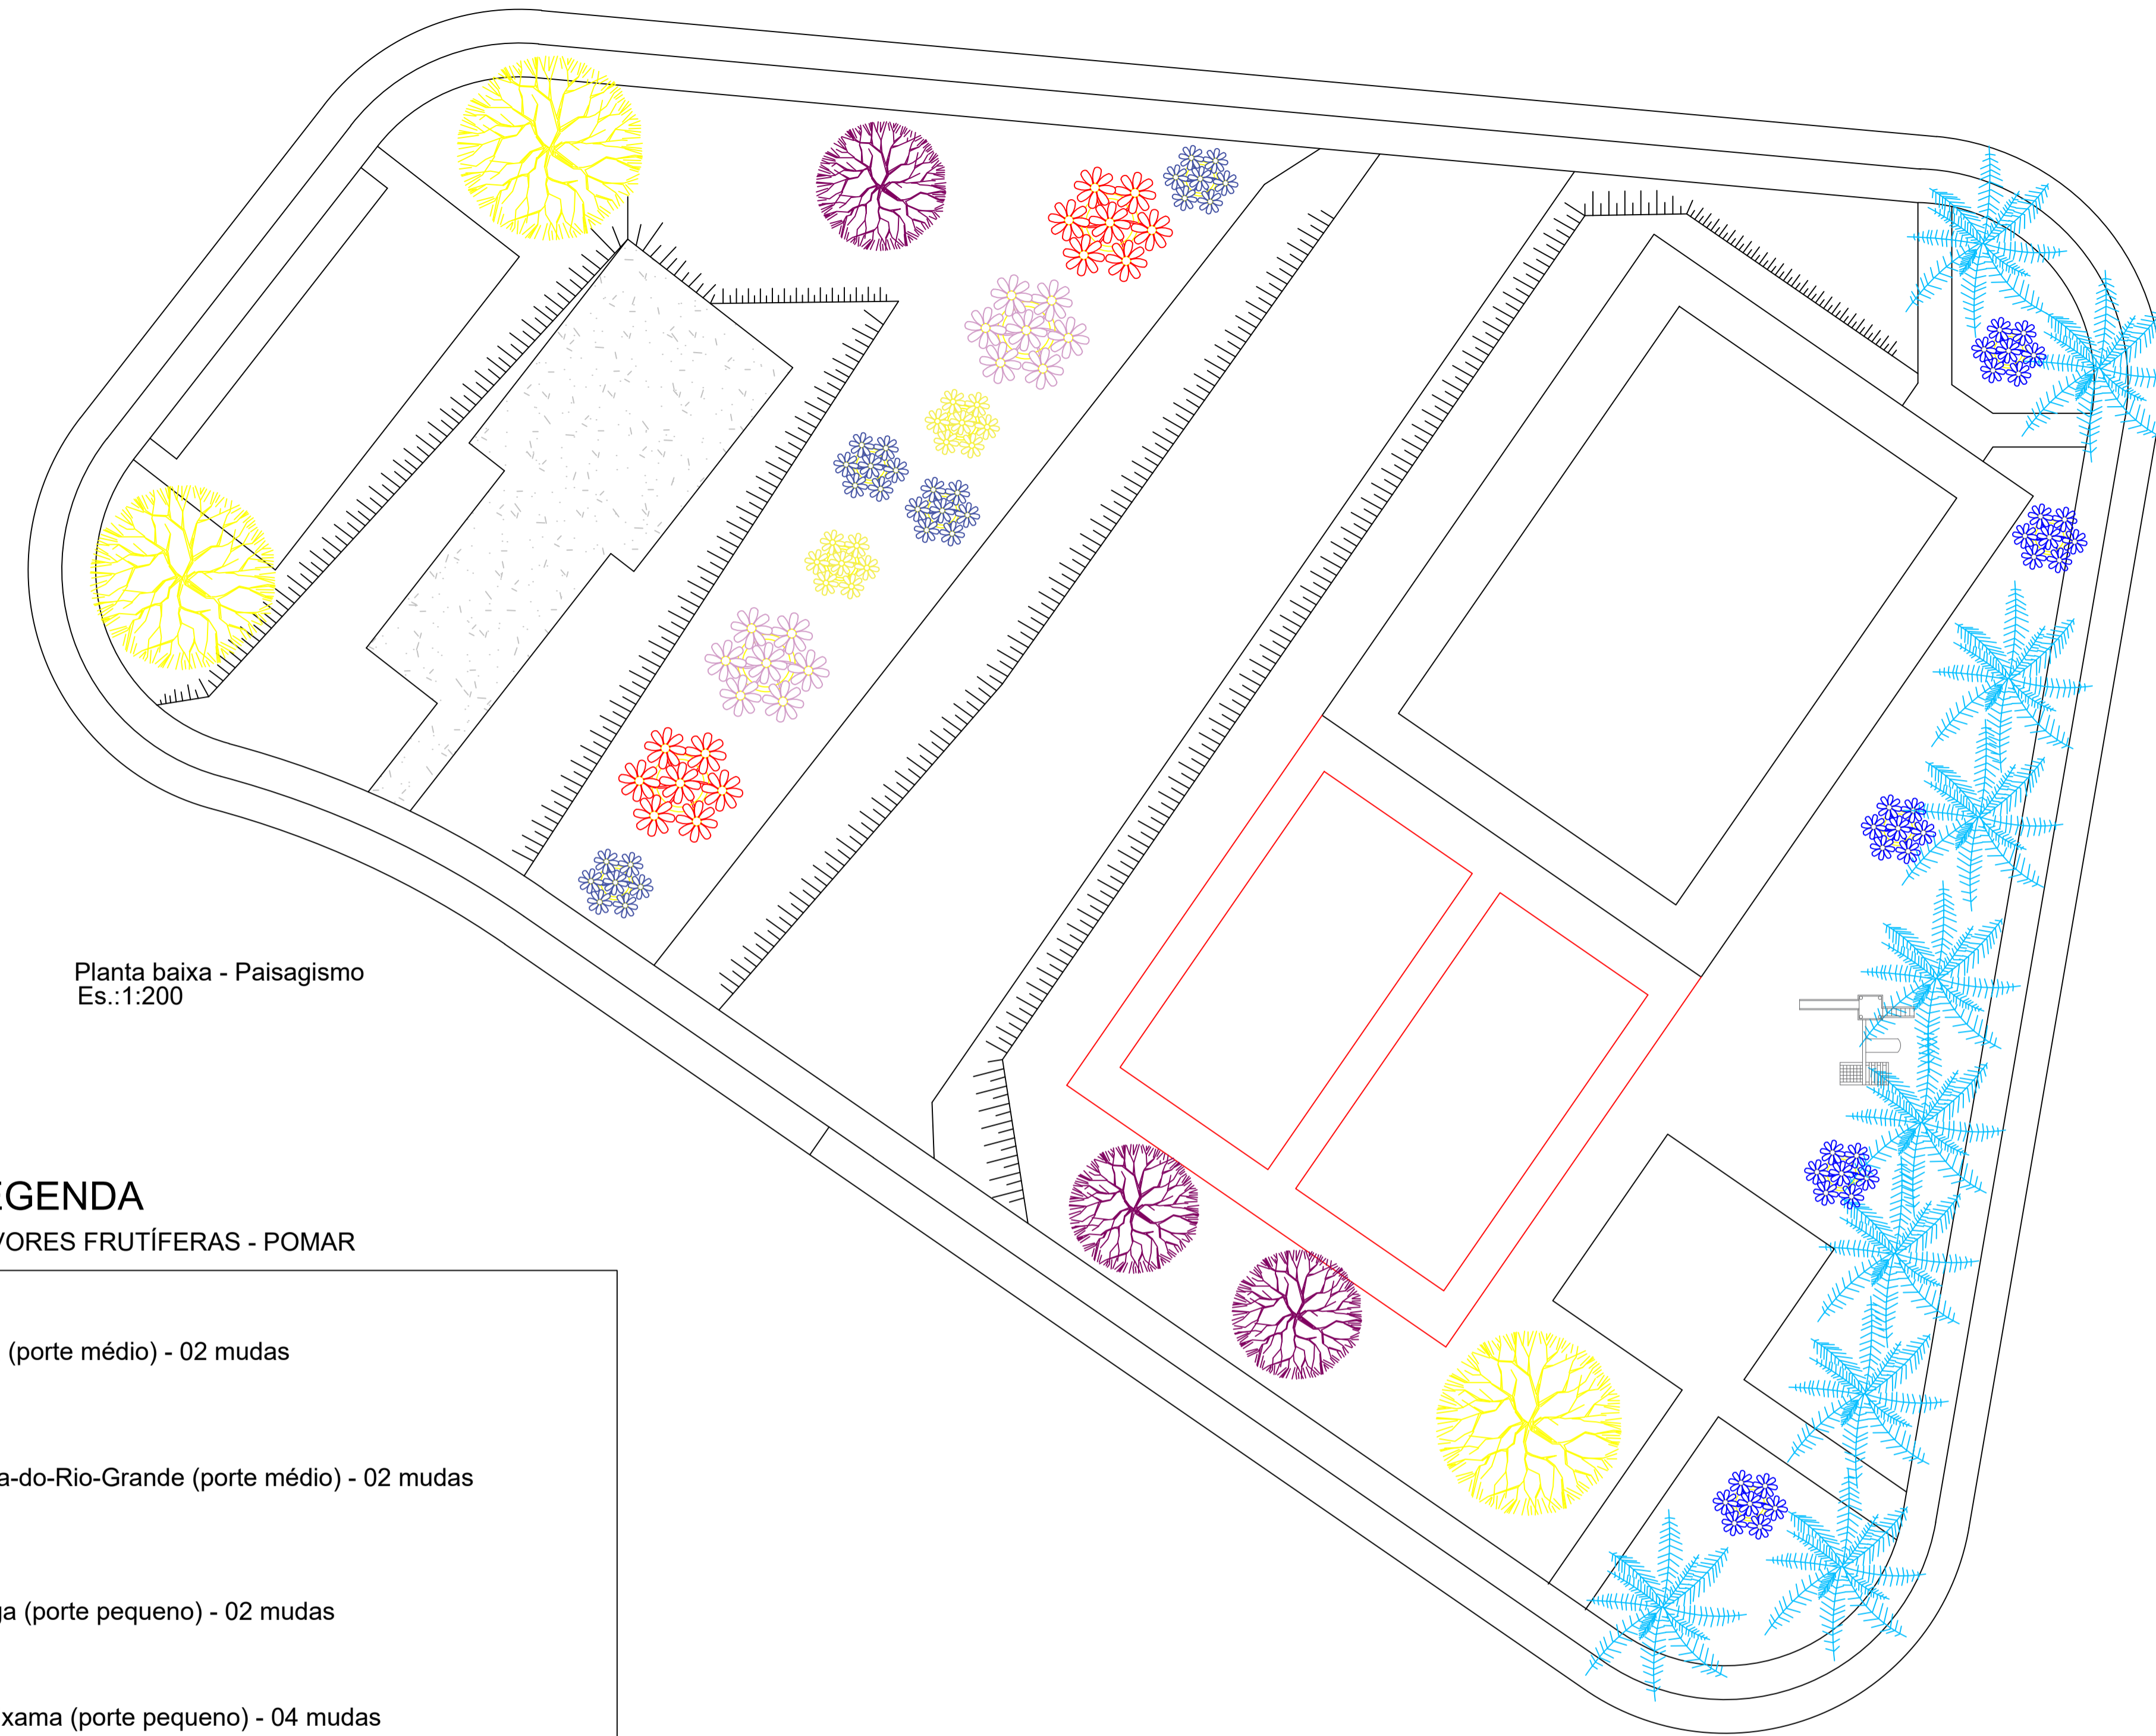 Planta baixa - Paisagismo
Es.:1:200
EGENDA
VORES FRUTÍFERAS - POMAR
(porte médio) - 02 mudas
a-do-Rio-Grande (porte médio) - 02 mudas
ga (porte pequeno) - 02 mudas
xama (porte pequeno) - 04 mudas